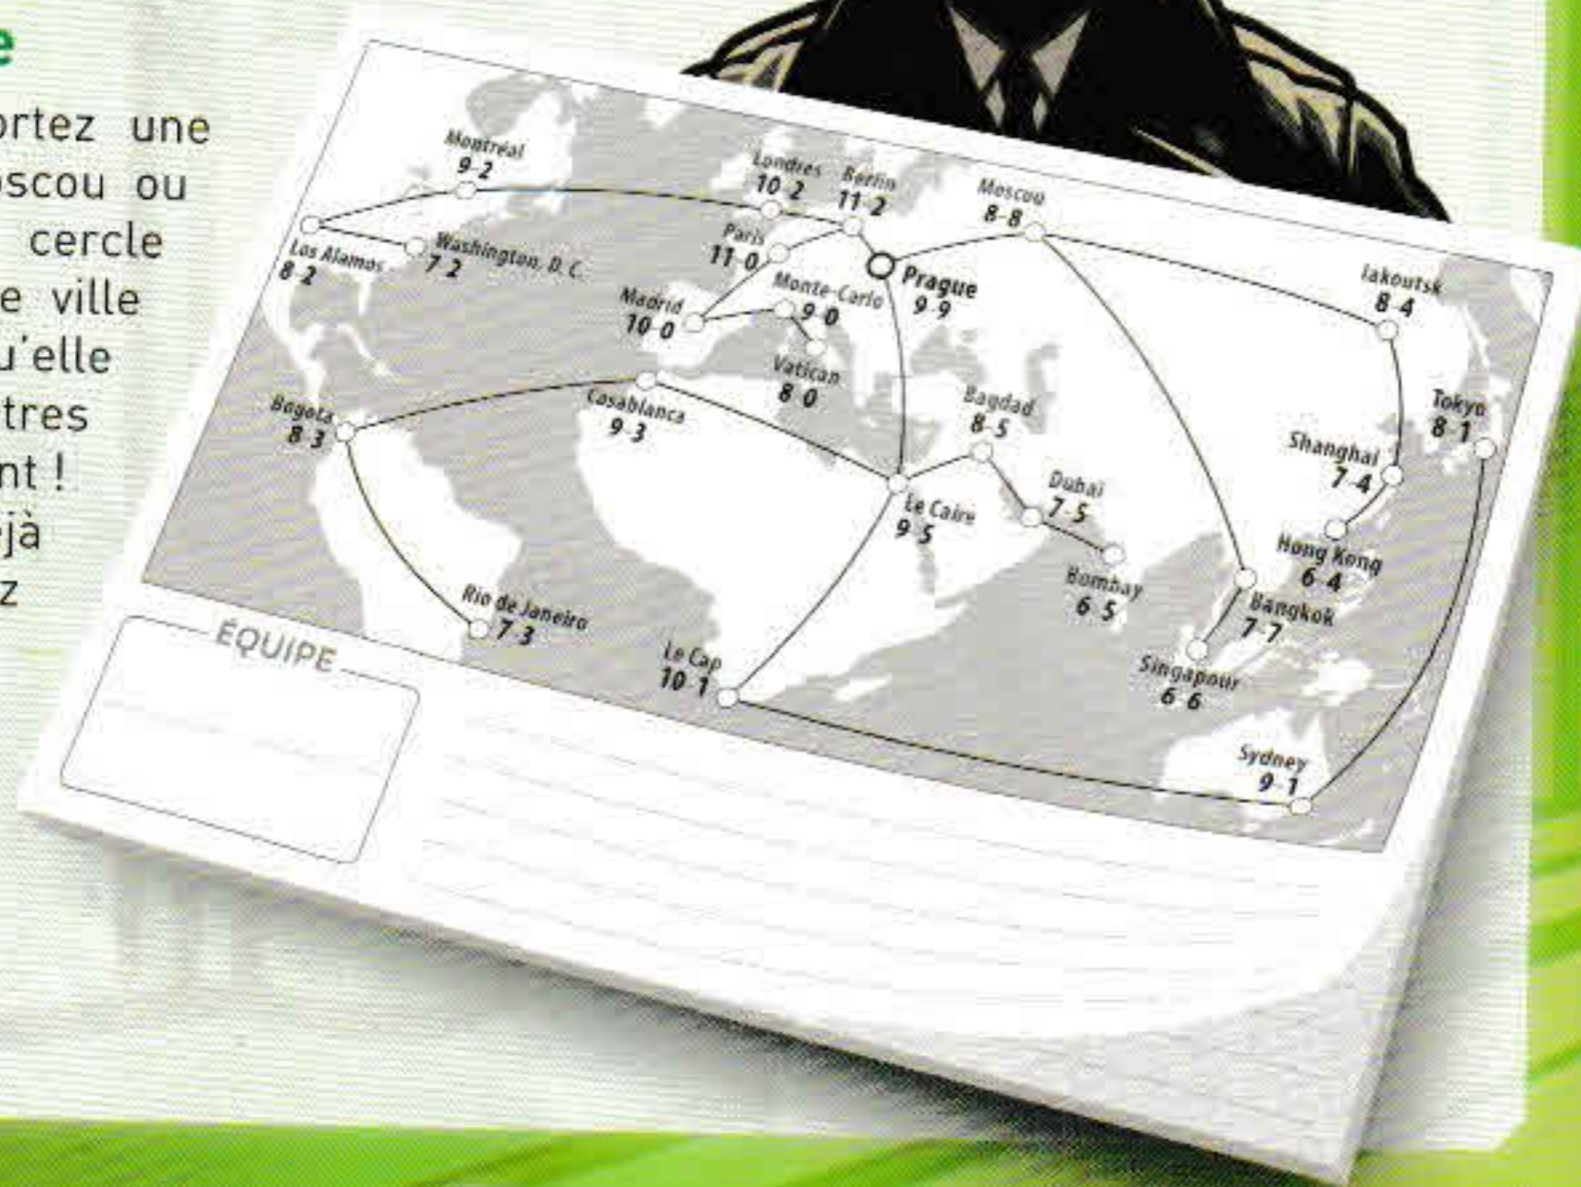 e
ortez une
oscou ou
cercle
e ville
u'elle
tres
nt !
jà
z
Montréal
9-2
Londres
10-2
Berlin
11-2
Moscou
8-8
Los Alamos
8 2
Washington, D.C.
7 2
Paris
11 0
Prague
9-9
Iakoutsk
8-4
Madrid
10-0
Monte-Carlo
9 0
Vatican
8 0
Tokyo
8 1
Bogota
8 3
Casablanca
9 3
Bagdad
8-5
Shanghai
7-4
Dubaï
7-5
Le Caire
9 5
Hong Kong
6 4
Bombay
6 5
Bangkok
7-7
Rio de Janeiro
7-3
Le Cap
10 1
Singapour
6 6
Sydney
9-1
ÉQUIPE